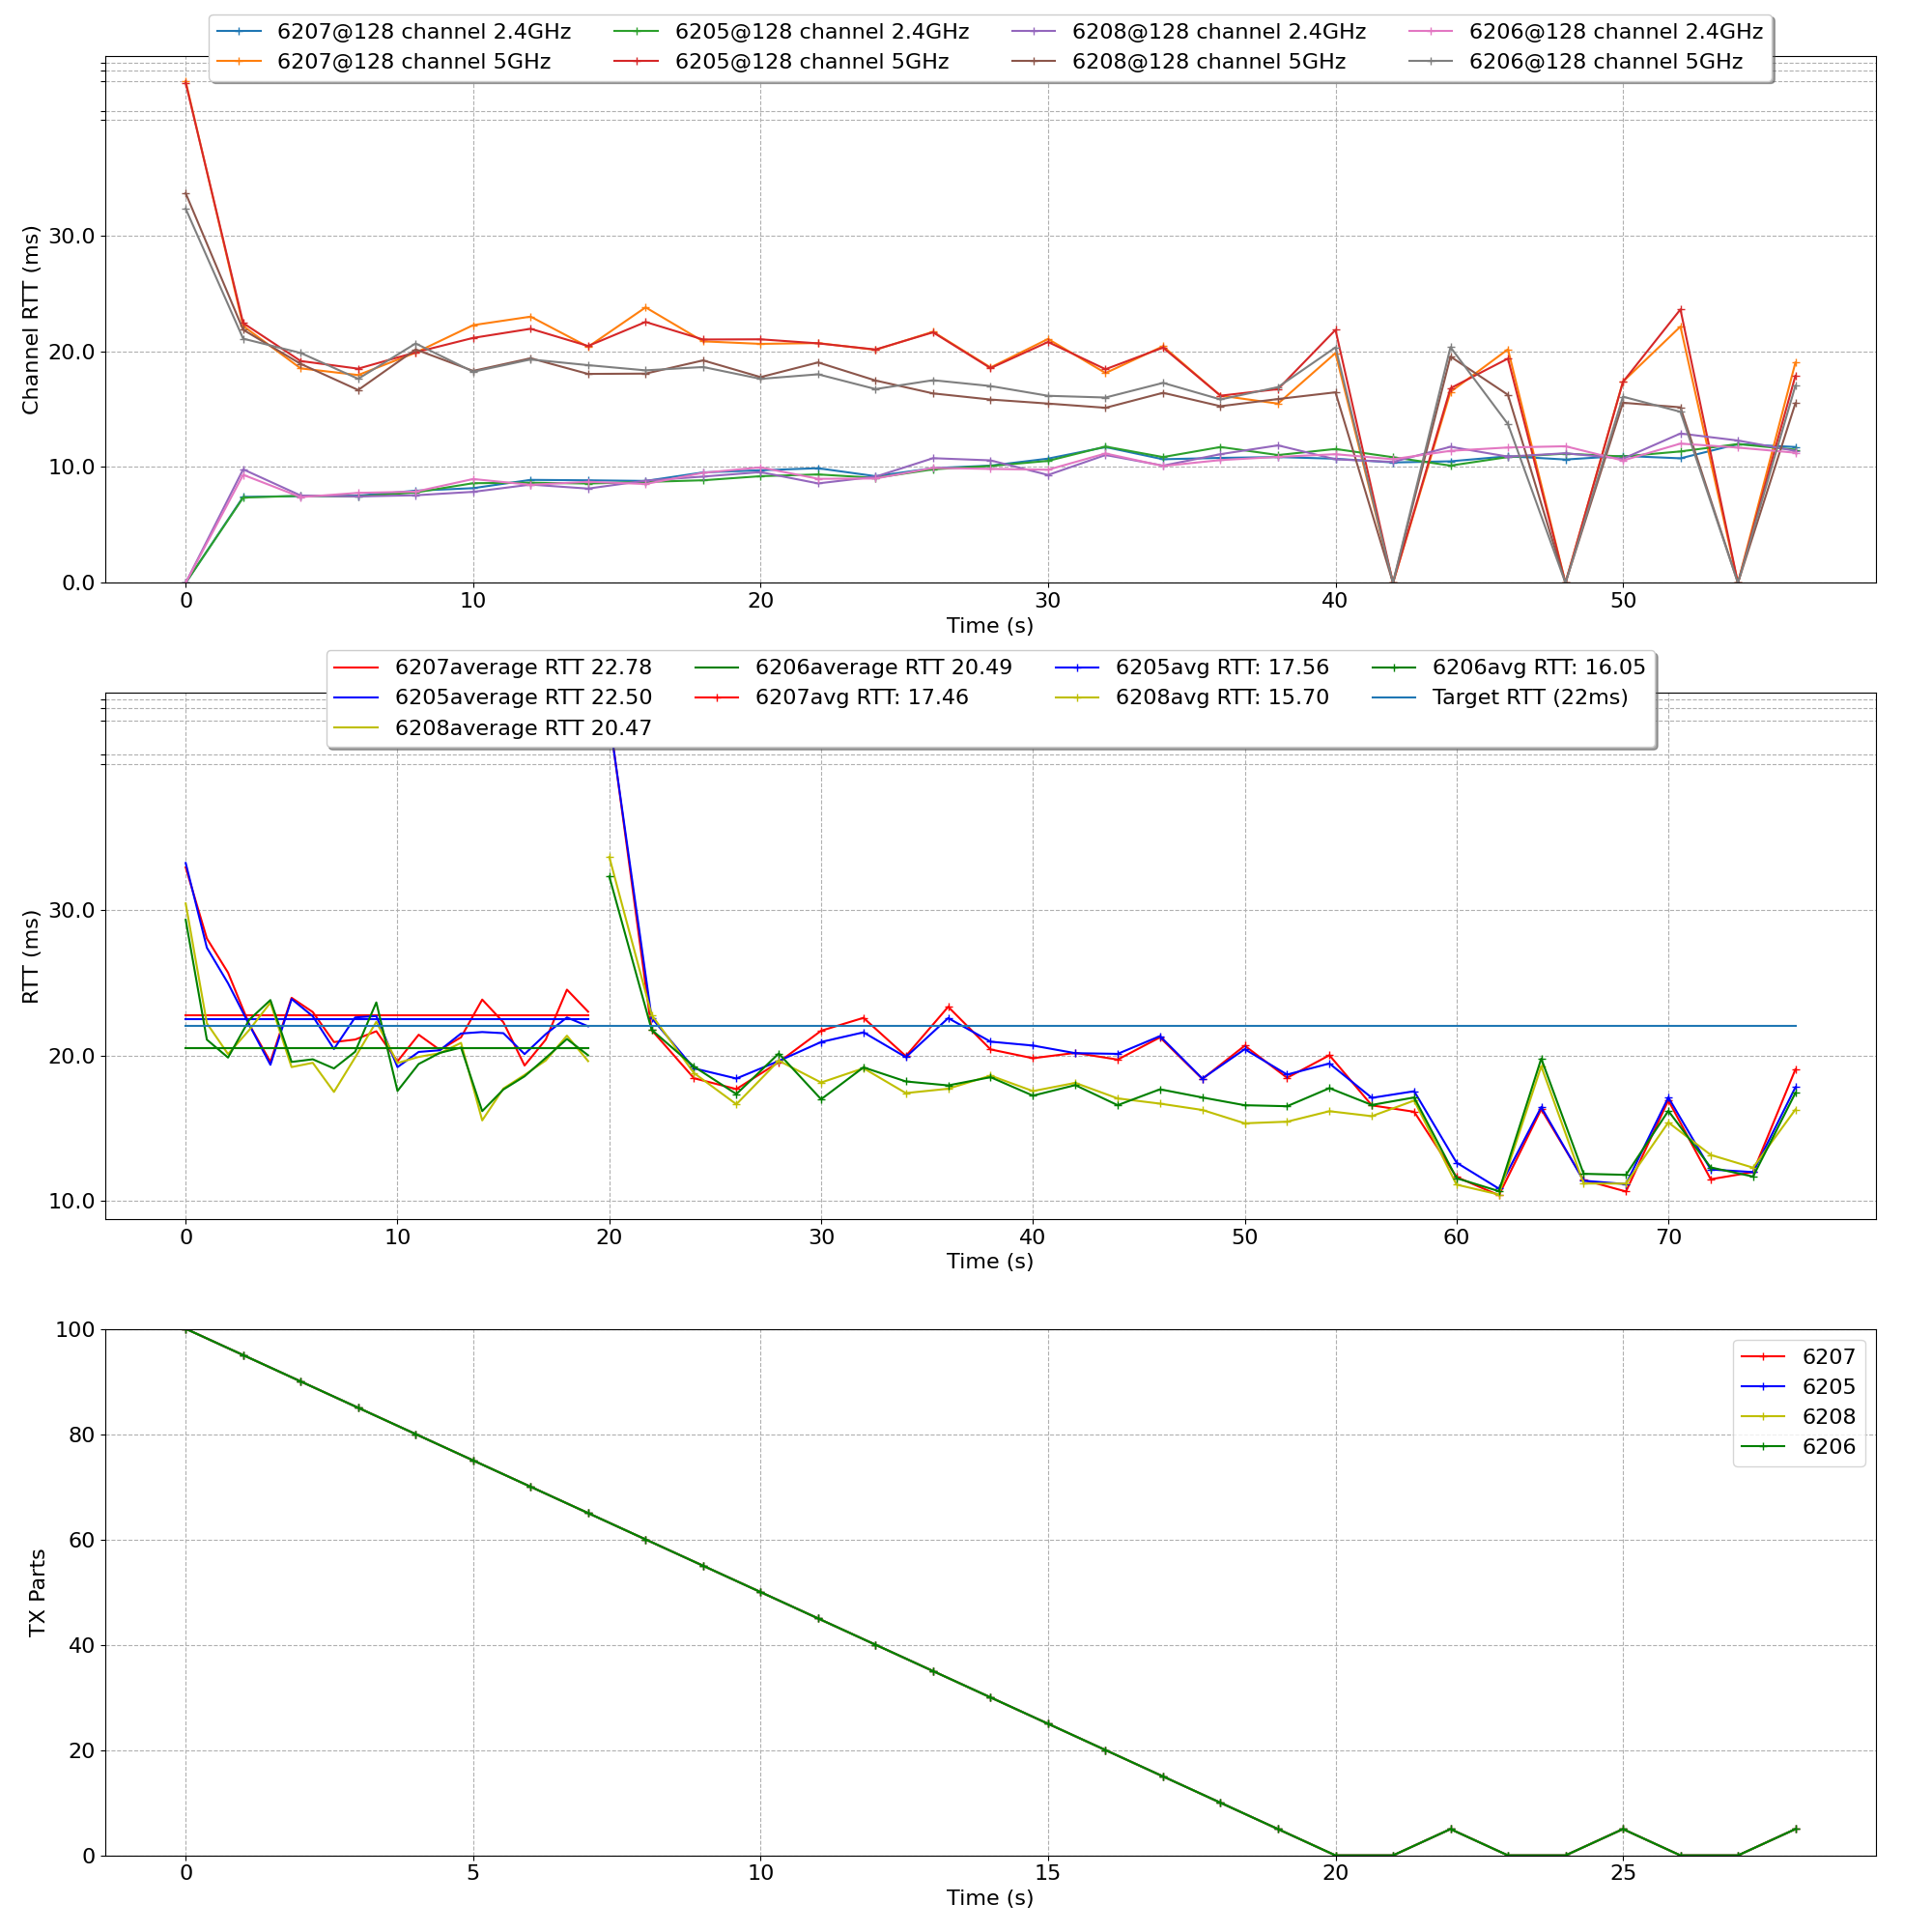 6207@128 channel 2.4GHz 6205@128 channel 2.4GHz 6208@128 channel 2.4GHz 6206@128 channel 2.4GHz
6207@128 channel 5GHz 6205@128 channel 5GHz 6208@128 channel 5GHz 6206@128 channel 5GHz
Channel RTT (ms)
30.0
20.0
10.0
0.0
0 10 20 30 40 50
Time (s)
6207average RTT 22.78 6206average RTT 20.49 6205avg RTT: 17.56 6206avg RTT: 16.05
6205average RTT 22.50 6207avg RTT: 17.46 6208avg RTT: 15.70 Target RTT (22ms)
6208average RTT 20.47
RTT (ms)
30.0
20.0
10.0
0 10 20 30 40 50 60 70
Time (s)
TX Parts
100
80
60
40
20
0
6207
6205
6208
6206
0 5 10 15 20 25
Time (s)